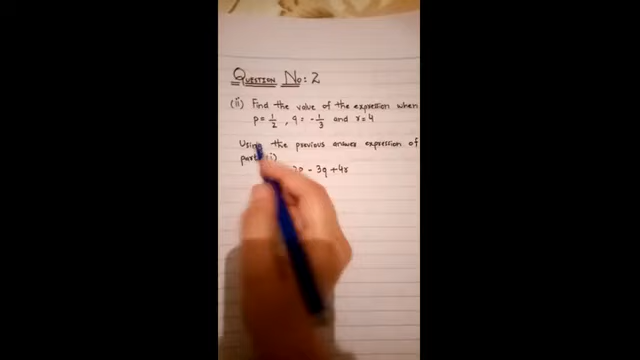 Question No: 2
(ii) Find the value of the expression when
p = 1/2 , q = -1/3 and r = 4
Using the previous answer expression of
part (i)
- 3q + 4r